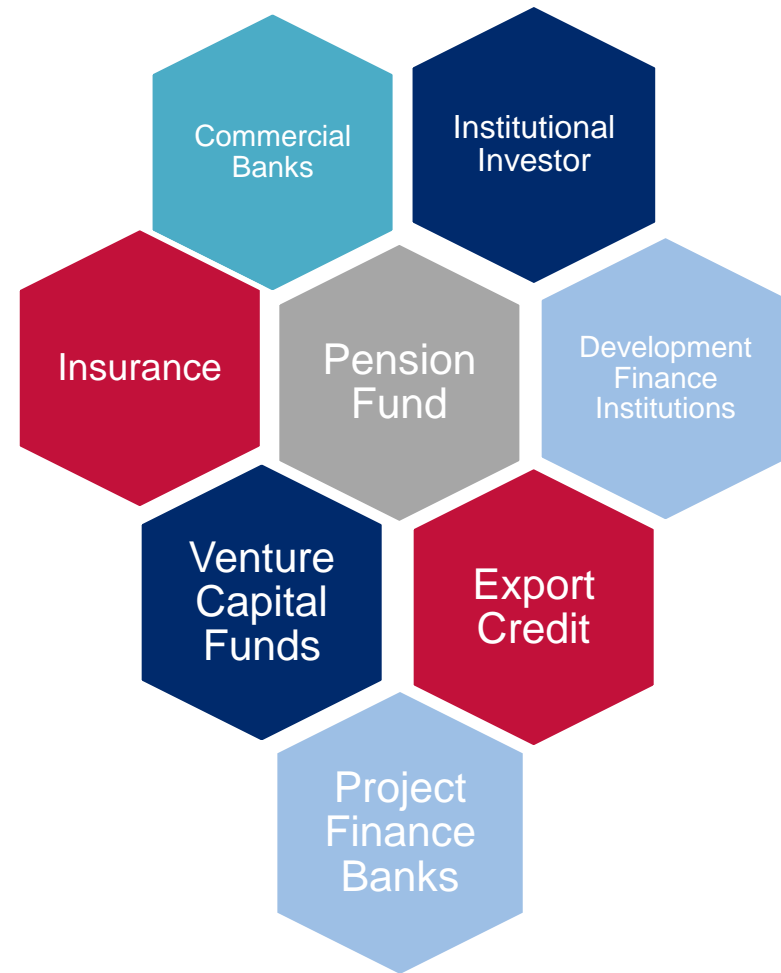 Commercial
Banks
Institutional
Investor
Insurance
Pension
Fund
Development
Finance
Institutions
Venture
Capital
Funds
Export
Credit
Project
Finance
Banks